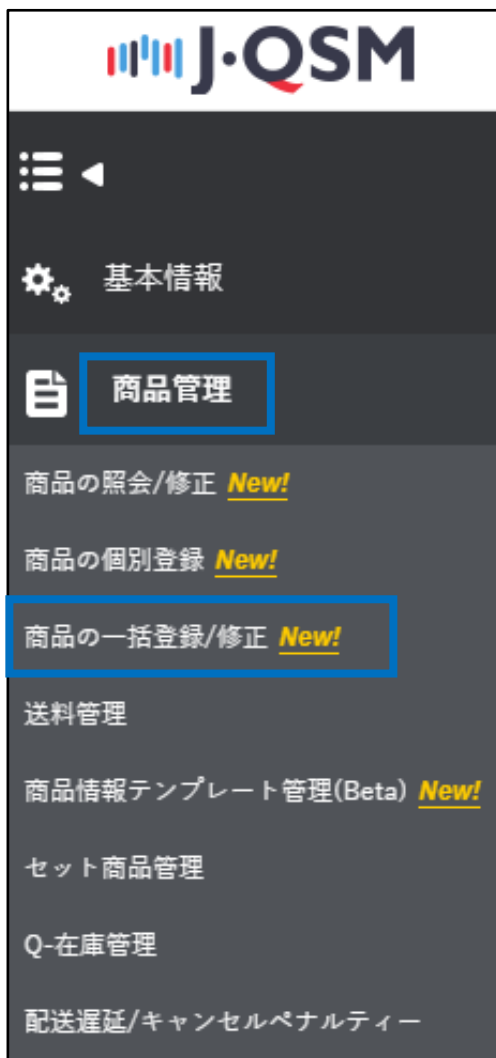 J・QSM
基本情報
商品管理
商品の照会/修正 New!
商品の個別登録 New!
商品の一括登録/修正 New!
送料管理
商品情報テンプレート管理(Beta) New!
セット商品管理
Q-在庫管理
配送遅延/キャンセルペナルティー